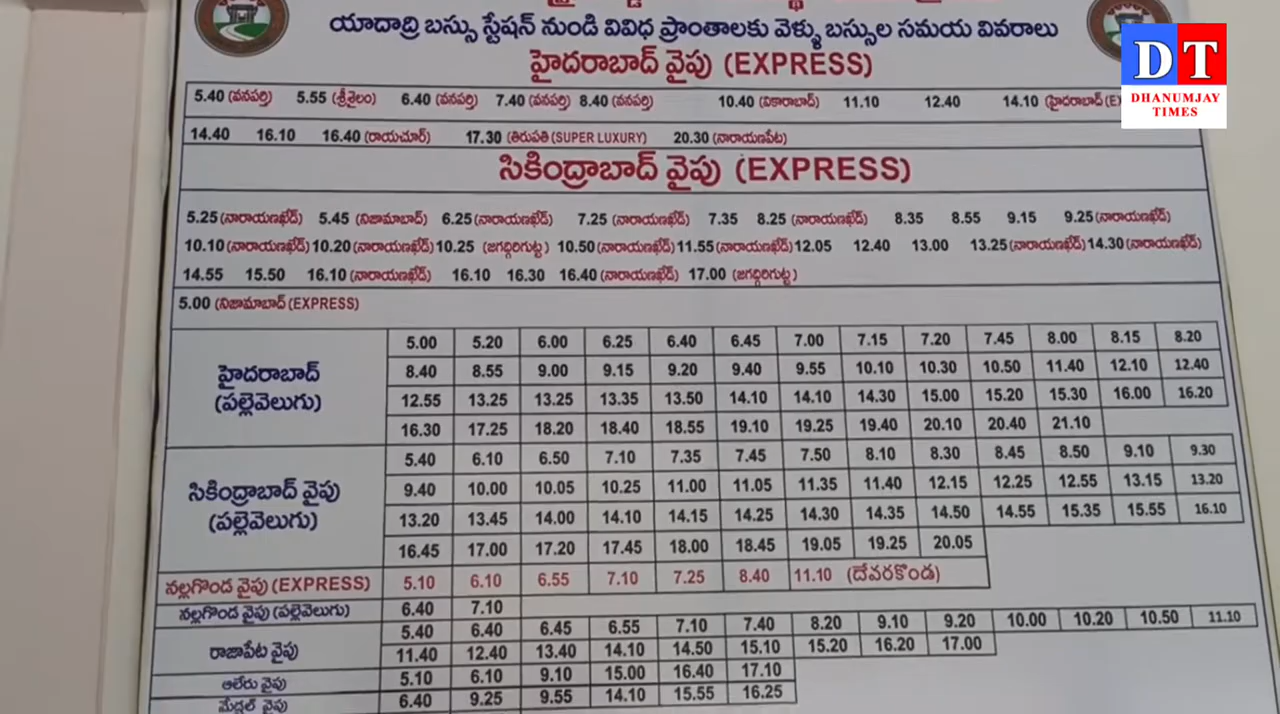 యాదాద్రి బస్సు స్టేషన్ నుండి వివిధ ప్రాంతాలకు వెళ్ళు బస్సుల సమయ వివరాలు
హైదరాబాద్ వైపు (EXPRESS)
5.40 (వనపర్తి) 5.55 (శ్రీశైలం) 6.40 (వనపర్తి) 7.40 (వనపర్తి) 8.40 (వనపర్తి) 10.40 (వికారాబాద్) 11.10 12.40 14.10 (హైదరాబాద్
14.40 16.10 16.40 (రాయచూర్) 17.30 (తిరుపతి (SUPER LUXURY) 20.30 (నారాయణపేట)
DT
DHANUMJAY
TIMES
సికింద్రాబాద్ వైపు (EXPRESS)
5.25 (నారాయణఖేడ్) 5.45 (నిజామాబాద్) 6.25 (నారాయణఖేడ్) 7.25 (నారాయణఖేడ్) 7.35 8.25 (నారాయణఖేడ్) 8.35 8.55 9.15 9.25 (నారాయణఖేడ్)
10.10 (నారాయణఖేడ్) 10.20 (నారాయణఖేడ్) 10.25 (జగద్గిరిగుట్ట) 10.50 (నారాయణఖేడ్) 11.55 (నారాయణఖేడ్) 12.05 12.40 13.00 13.25 (నారాయణఖేడ్) 14.30 (నారాయణఖేడ్)
14.55 15.50 16.10 (నారాయణఖేడ్) 16.10 16.30 16.40 (నారాయణఖేడ్) 17.00 (జగద్గిరిగుట్ట)
5.00 (నిజామాబాద్ (EXPRESS)
హైదరాబాద్ (పల్లెవెలుగు)
5.00 5.20 6.00 6.25 6.40 6.45 7.00 7.15 7.20 7.45 8.00 8.15 8.20
8.40 8.55 9.00 9.15 9.20 9.40 9.55 10.10 10.30 10.50 11.40 12.10 12.40
12.55 13.25 13.25 13.35 13.50 14.10 14.10 14.30 15.00 15.20 15.30 16.00 16.20
16.30 17.25 18.20 18.40 18.55 19.10 19.25 19.40 20.10 20.40 21.10
సికింద్రాబాద్ వైపు (పల్లెవెలుగు)
5.40 6.10 6.50 7.10 7.35 7.45 7.50 8.10 8.30 8.45 8.50 9.10 9.30
9.40 10.00 10.05 10.25 11.00 11.05 11.35 11.40 12.15 12.25 12.55 13.15 13.20
13.20 13.45 14.00 14.10 14.15 14.25 14.30 14.35 14.50 14.55 15.35 15.55 16.10
16.45 17.00 17.20 17.45 18.00 18.45 19.05 19.25 20.05
నల్లగొండ వైపు (EXPRESS) 5.10 6.10 6.55 7.10 7.25 8.40 11.10 (దేవరకొండ)
నల్లగొండ వైపు (పల్లెవెలుగు) 6.40 7.10
రాజాపేట వైపు
5.40 6.40 6.45 6.55 7.10 7.40 8.20 9.10 9.20 10.00 10.20 10.50 11.10
11.40 12.40 13.40 14.10 14.50 15.10 15.20 16.20 17.00
ఆలేరు వైపు 5.10 6.10 9.10 15.00 16.40 17.10
వైపు 6.40 9.25 9.55 14.10 15.55 16.25